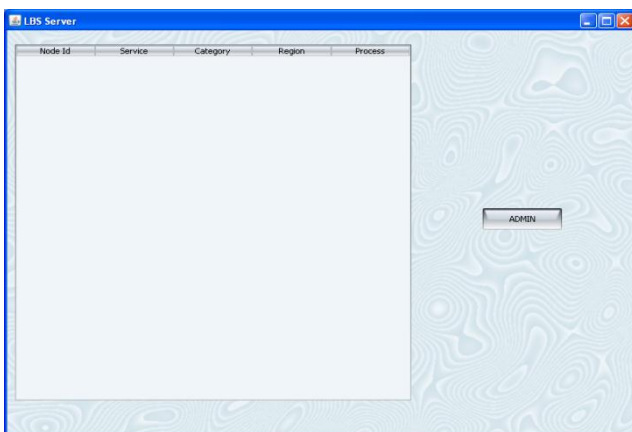 LBS Server
Node Id Service Category Region Process
ADMIN